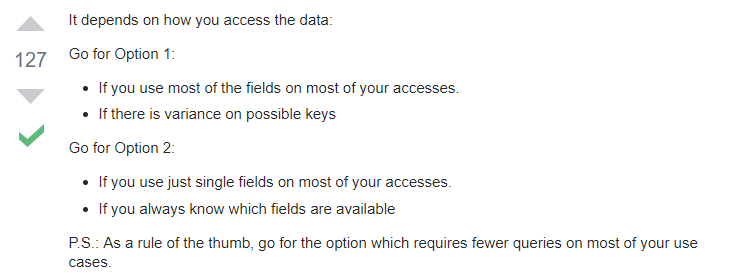 It depends on how you access the data:
127
Go for Option 1:
If you use most of the fields on most of your accesses.
If there is variance on possible keys
Go for Option 2:
If you use just single fields on most of your accesses.
If you always know which fields are available
P.S.: As a rule of the thumb, go for the option which requires fewer queries on most of your use
cases.